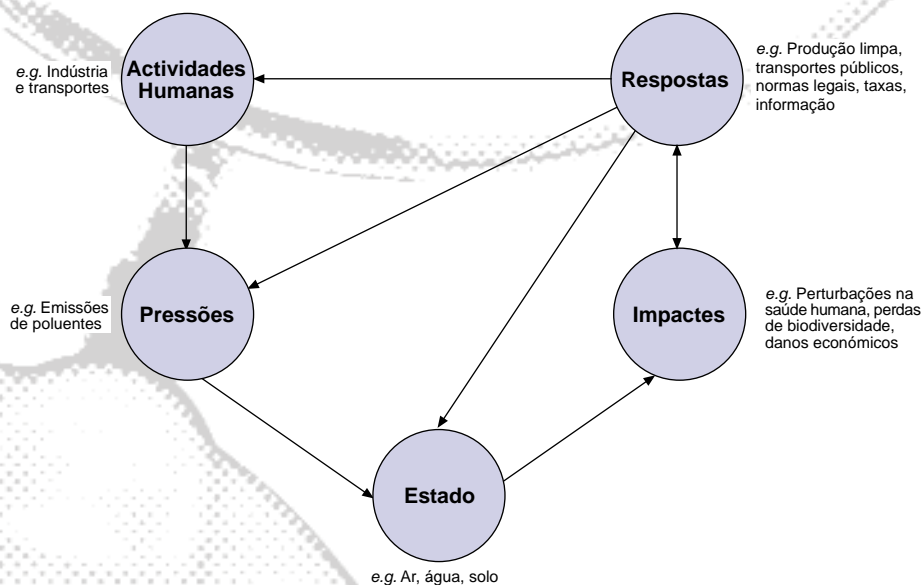 e.g. Indústria
e transportes
Actividades
Humanas
Respostas
e.g. Produção limpa,
transportes públicos,
normas legais, taxas,
informação
e.g. Emissões
de poluentes
Pressões
Impactes
e.g. Perturbações na
saúde humana, perdas
de biodiversidade,
danos económicos
Estado
e.g. Ar, água, solo